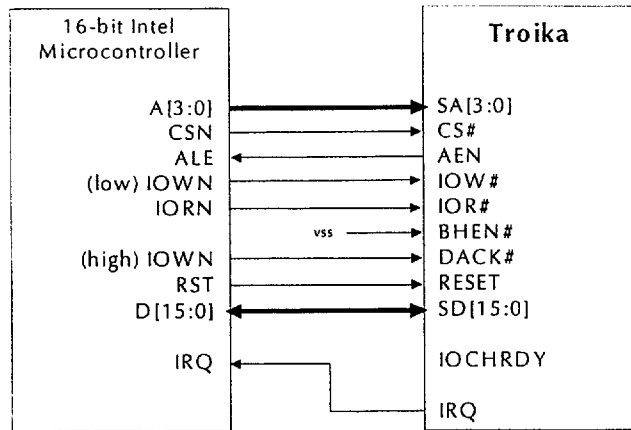 16-bit Intel
Microcontroller
Troika
A[3:0] SA[3:0]
CSN CS#
ALE AEN
(low) IOWN IOW#
IORN IOR#
vss BHEN#
(high) IOWN DACK#
RST RESET
D[15:0] SD[15:0]
IRQ IOCHRDY
IRQ